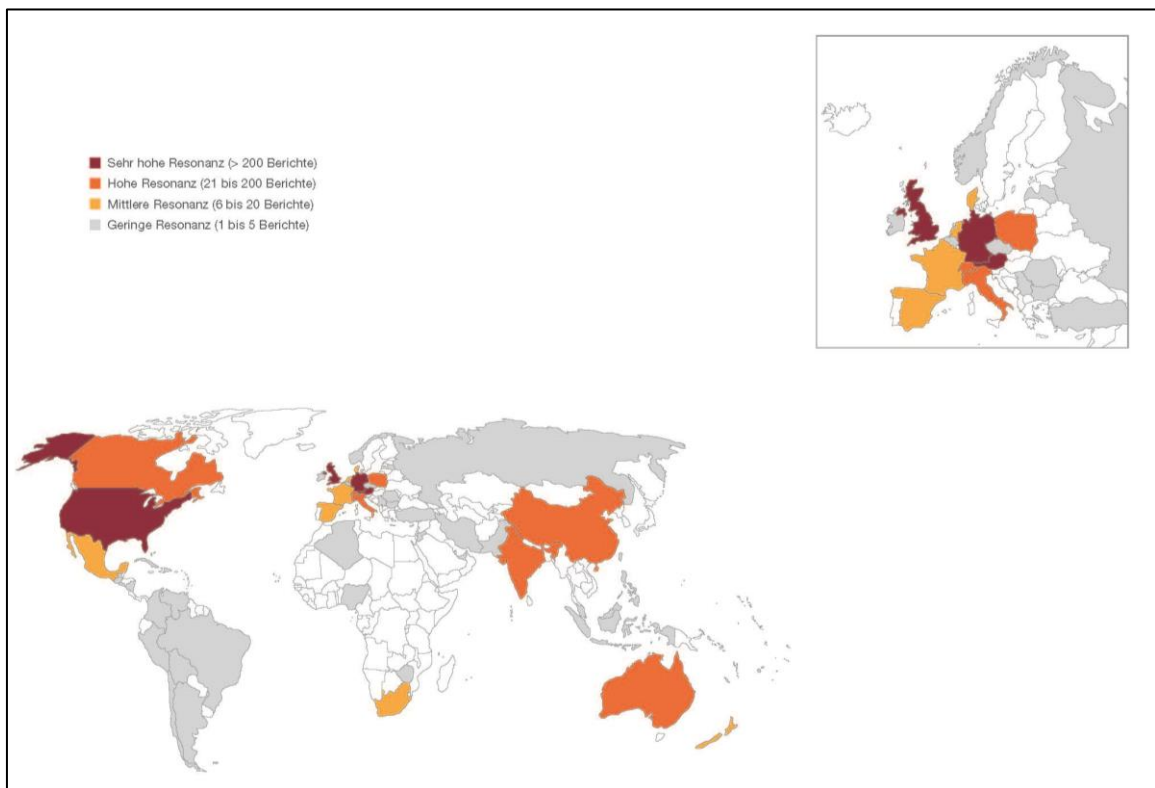 Sehr hohe Resonanz (> 200 Berichte)
Hohe Resonanz (21 bis 200 Berichte)
Mittlere Resonanz (6 bis 20 Berichte)
Geringe Resonanz (1 bis 5 Berichte)